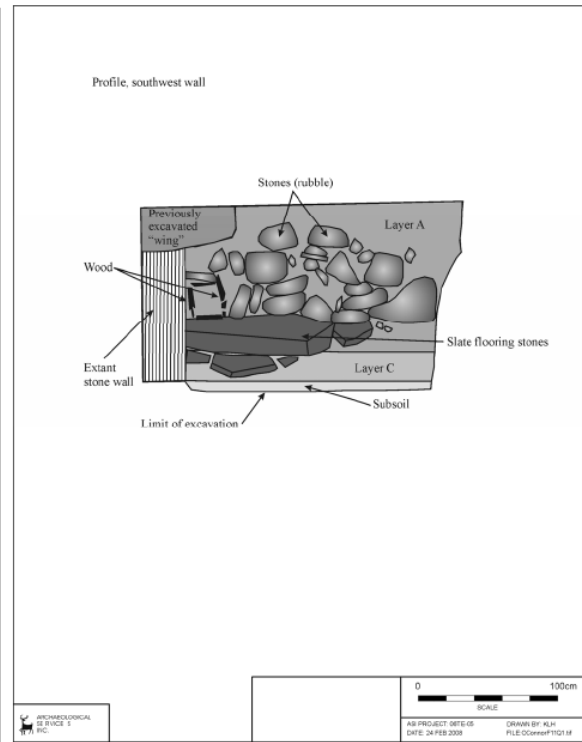 Profile, southwest wall
Stones (rubble)
Previously
excavated
"wing"
Layer A
Wood
Slate flooring stones
Extant
stone wall
Layer C
Subsoil
Limit of excavation
0 100cm
SCALE
ARCHAEOLOGICAL
SERVICES
INC.
ASI PROJECT: 08TE-05 DRAWN BY: KLH
DATE: 24 FEB 2009 FILE:OConnorF11Q1.tif